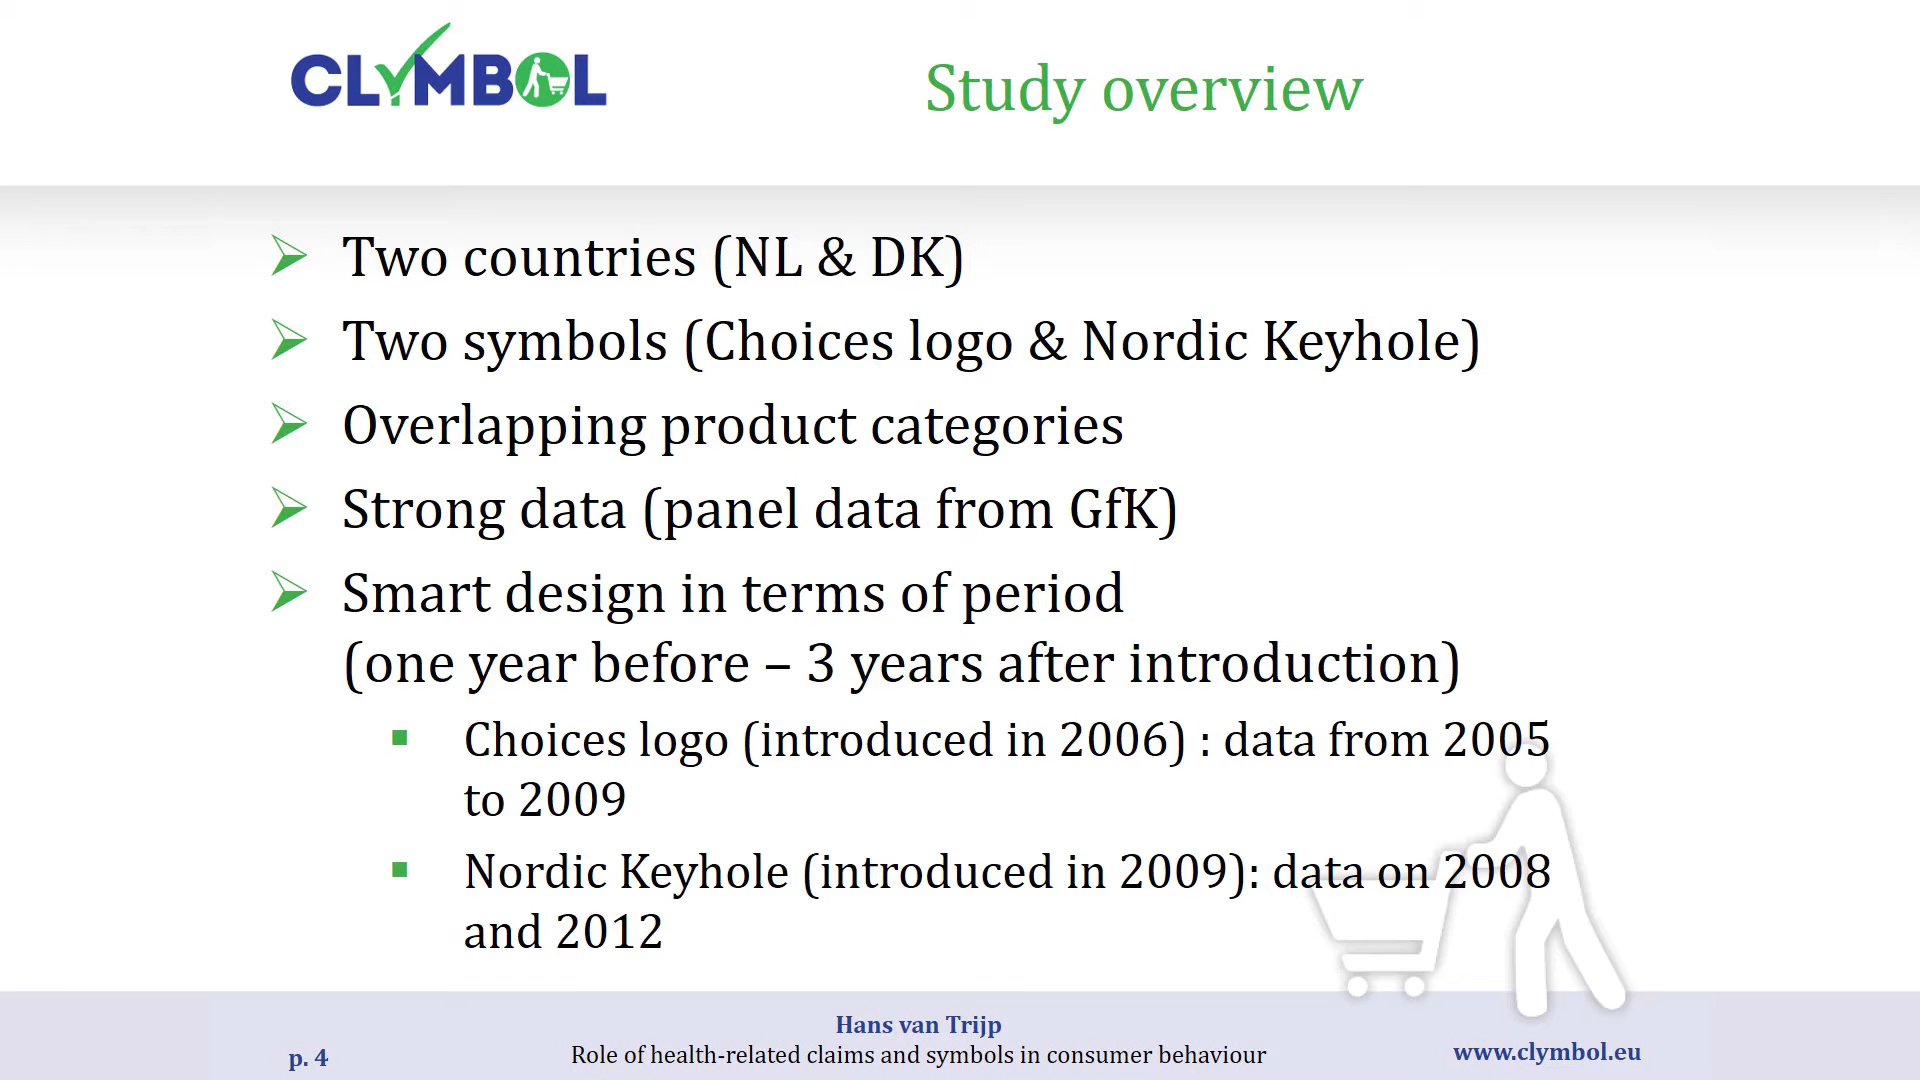 CLYMBOL
Study overview
Two countries (NL & DK)
Two symbols (Choices logo & Nordic Keyhole)
Overlapping product categories
Strong data (panel data from GfK)
Smart design in terms of period
(one year before – 3 years after introduction)
Choices logo (introduced in 2006) : data from 2005
to 2009
Nordic Keyhole (introduced in 2009): data on 2008
and 2012
Hans van Trijp
p. 4
Role of health-related claims and symbols in consumer behaviour
www.clymbol.eu